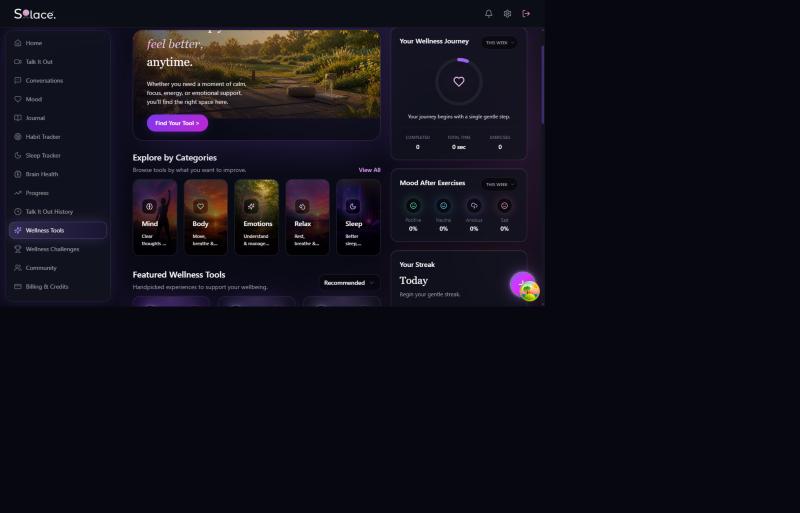 Solace.
Home
Talk It Out
Conversations
Mood
Journal
Habit Tracker
Sleep Tracker
Brain Health
Progress
Talk It Out History
Wellness Tools
Wellness Challenges
Community
Billing & Credits
feel better,
anytime.
Whether you need a moment of calm,
focus, energy, or emotional support,
you'll find the right space here.
Find Your Tool >
Explore by Categories
Browse tools by what you want to improve.
View All
Mind
Clear
thoughts ...
Body
Move,
breathe &...
Emotions
Understand
& manage...
Relax
Rest,
breathe &...
Sleep
Better
sleep,...
Featured Wellness Tools
Handpicked experiences to support your wellbeing.
Recommended
Your Wellness Journey
THIS WEEK
Your journey begins with a single gentle step.
COMPLETED
TOTAL TIME
EXERCISES
0
0 sec
0
Mood After Exercises
THIS WEEK
Positive
Neutral
Anxious
Sad
0%
0%
0%
0%
Your Streak
Today
Begin your gentle streak.